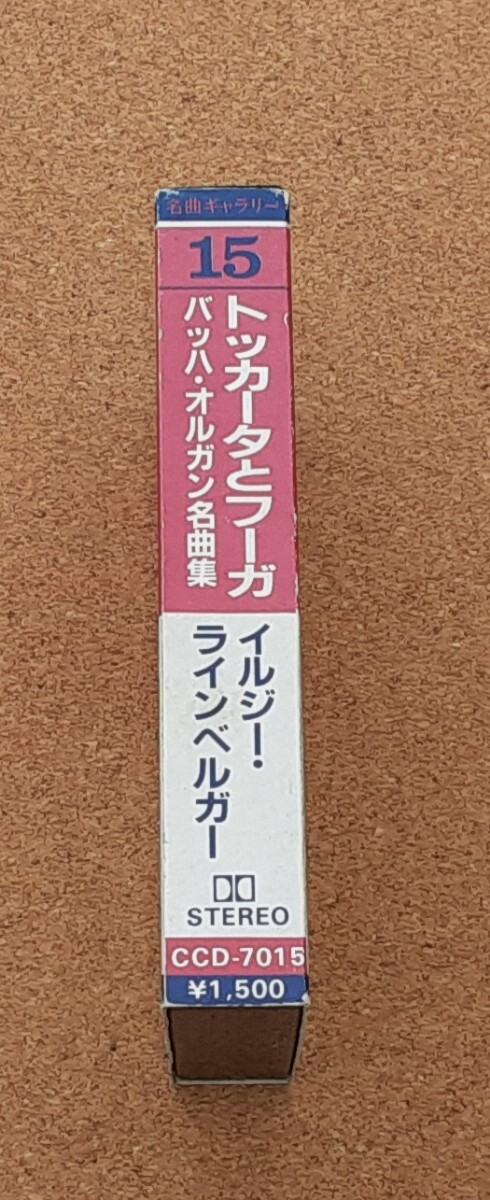 名曲ギャラリー
15
トッカータとフーガ
バッハ・オルガン名曲集
イルジー・
ラインベルガー
STEREO
CCD-7015
¥1,500